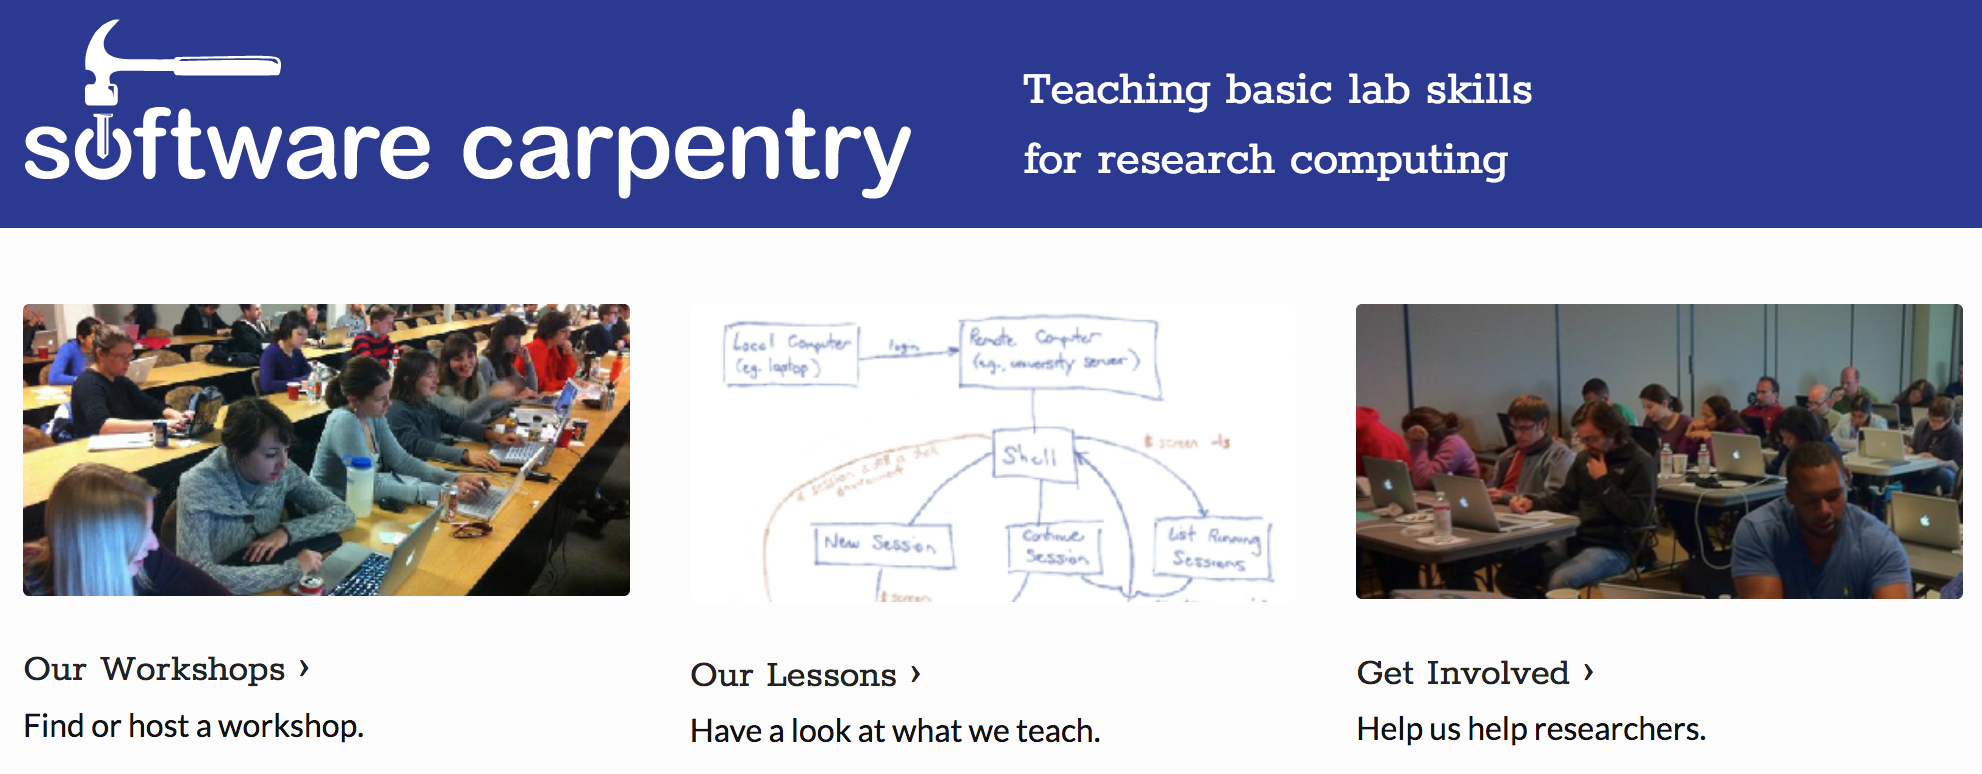 software carpentry
Teaching basic lab skills
for research computing
Local Computer
(eg. laptop)
login
Remote Computer
(e.g., university server)
Shell
$ screen -ls
New Session
Continue
Session
List Running
Sessions
$ screen
Our Workshops ›
Find or host a workshop.
Our Lessons ›
Have a look at what we teach.
Get Involved ›
Help us help researchers.